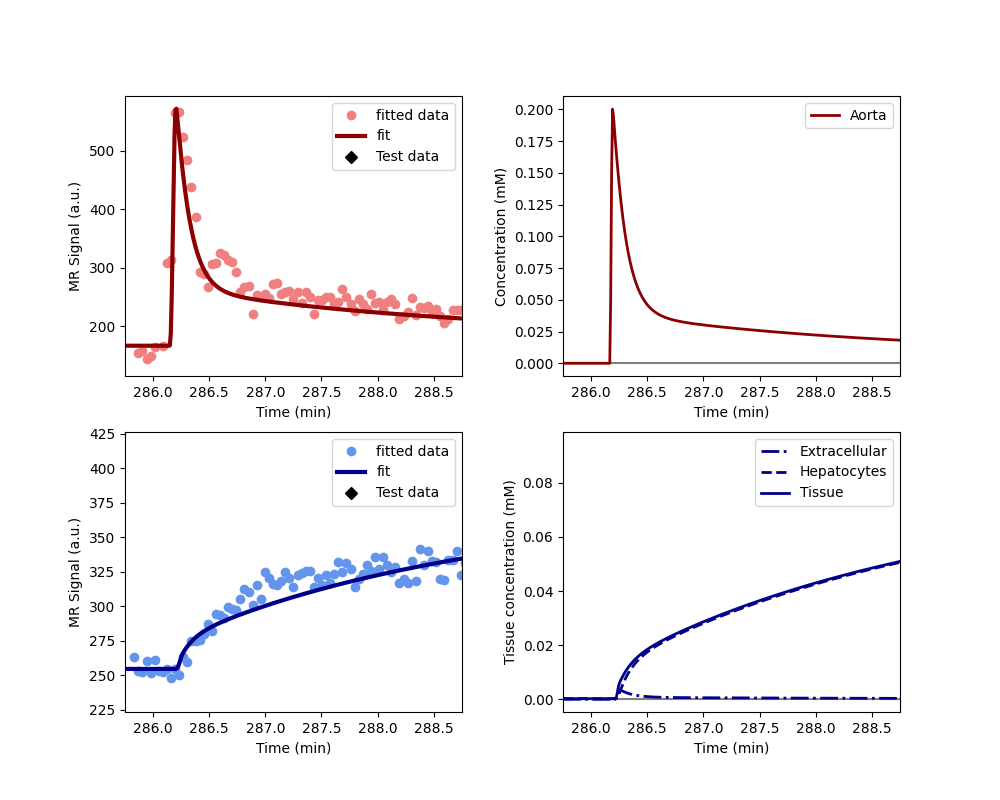 MR Signal (a.u.)
500
400
300
200
fitted data
fit
Test data
286.0 286.5 287.0 287.5 288.0 288.5
Time (min)
Concentration (mM)
0.200
0.175
0.150
0.125
0.100
0.075
0.050
0.025
0.000
Aorta
286.0 286.5 287.0 287.5 288.0 288.5
Time (min)
MR Signal (a.u.)
425
400
375
350
325
300
275
250
225
fitted data
fit
Test data
286.0 286.5 287.0 287.5 288.0 288.5
Time (min)
Tissue concentration (mM)
0.08
0.06
0.04
0.02
0.00
Extracellular
Hepatocytes
Tissue
286.0 286.5 287.0 287.5 288.0 288.5
Time (min)